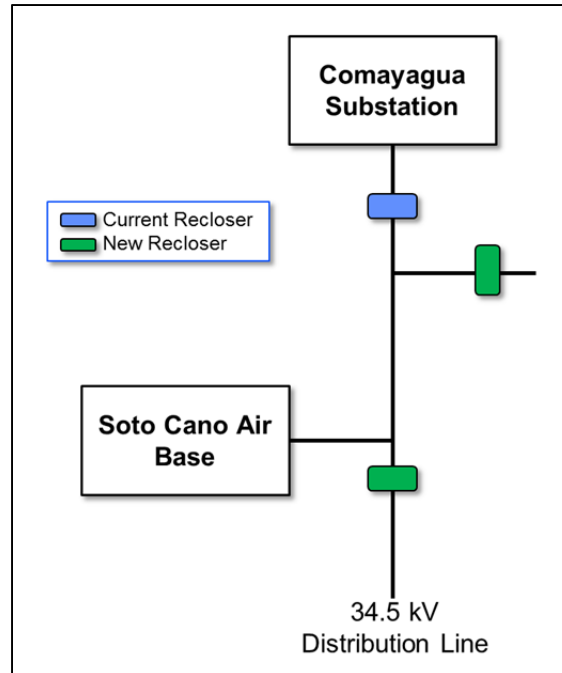 Comayagua
Substation
Current Recloser
New Recloser
Soto Cano Air
Base
34.5 kV
Distribution Line